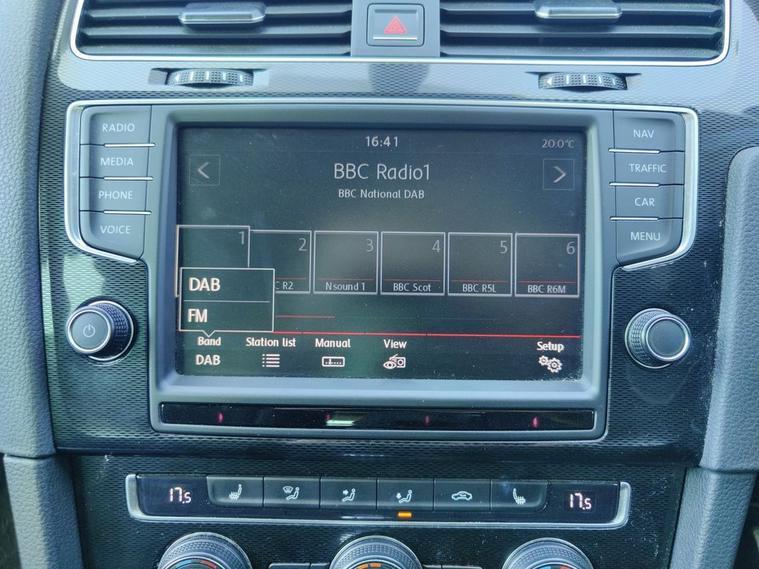 RADIO
MEDIA
PHONE
VOICE
16:41
20.0°C
BBC Radio1
BBC National DAB
NAV
TRAFFIC
CAR
MENU
1 2 3 4 5 6
C R2 Nsound 1 BBC Scot BBC R5L BBC R6M
DAB
FM
Band Station list Manual View Setup
DAB
17.5 17.5